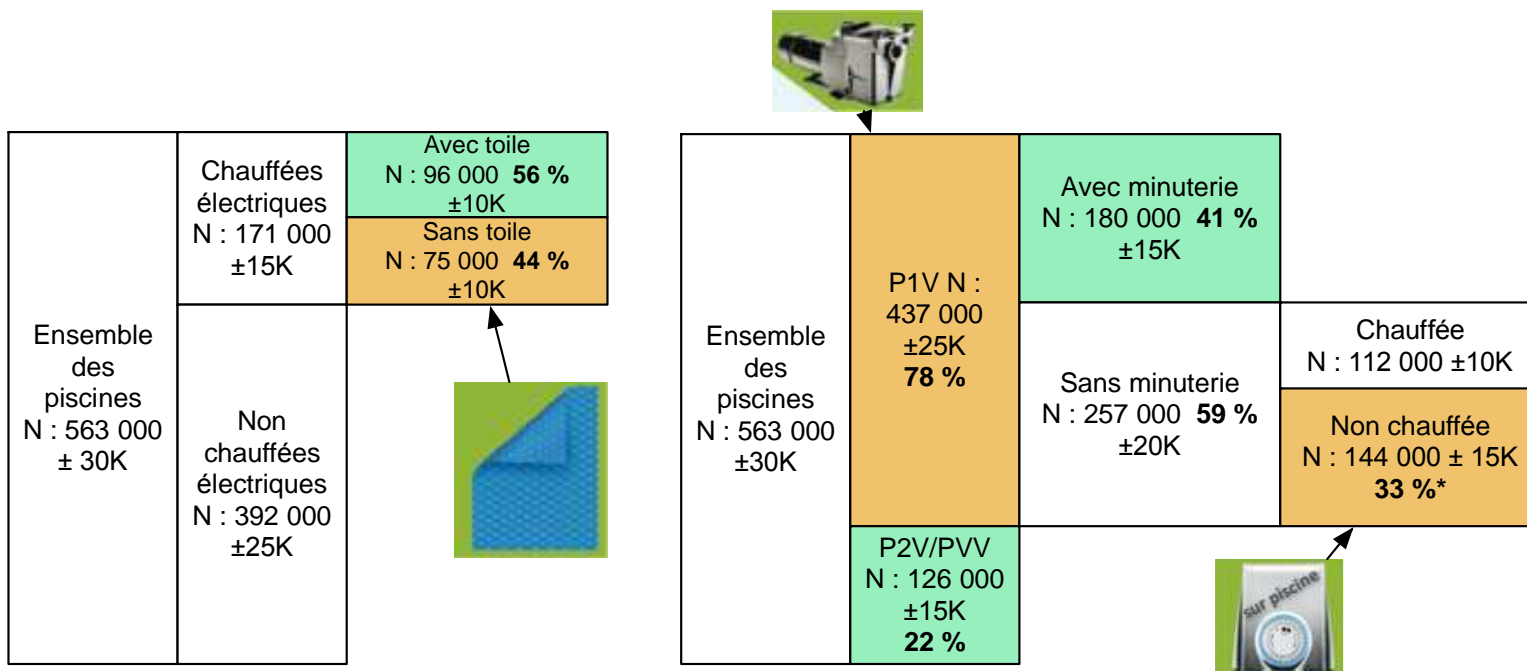 Ensemble
des
piscines
N : 563 000
± 30K
Chauffées
électriques
N : 171 000
±15K
Non
chauffées
électriques
N : 392 000
±25K
Avec toile
N : 96 000 56 %
±10K
Sans toile
N : 75 000 44 %
±10K
Ensemble
des
piscines
N : 563 000
±30K
P1V N :
437 000
±25K
78 %
P2V/PVV
N : 126 000
±15K
22 %
Avec minuterie
N : 180 000 41 %
±15K
Sans minuterie
N : 257 000 59 %
±20K
Chauffée
N : 112 000 ±10K
Non chauffée
N : 144 000 ± 15K
33 %*
sur piscine